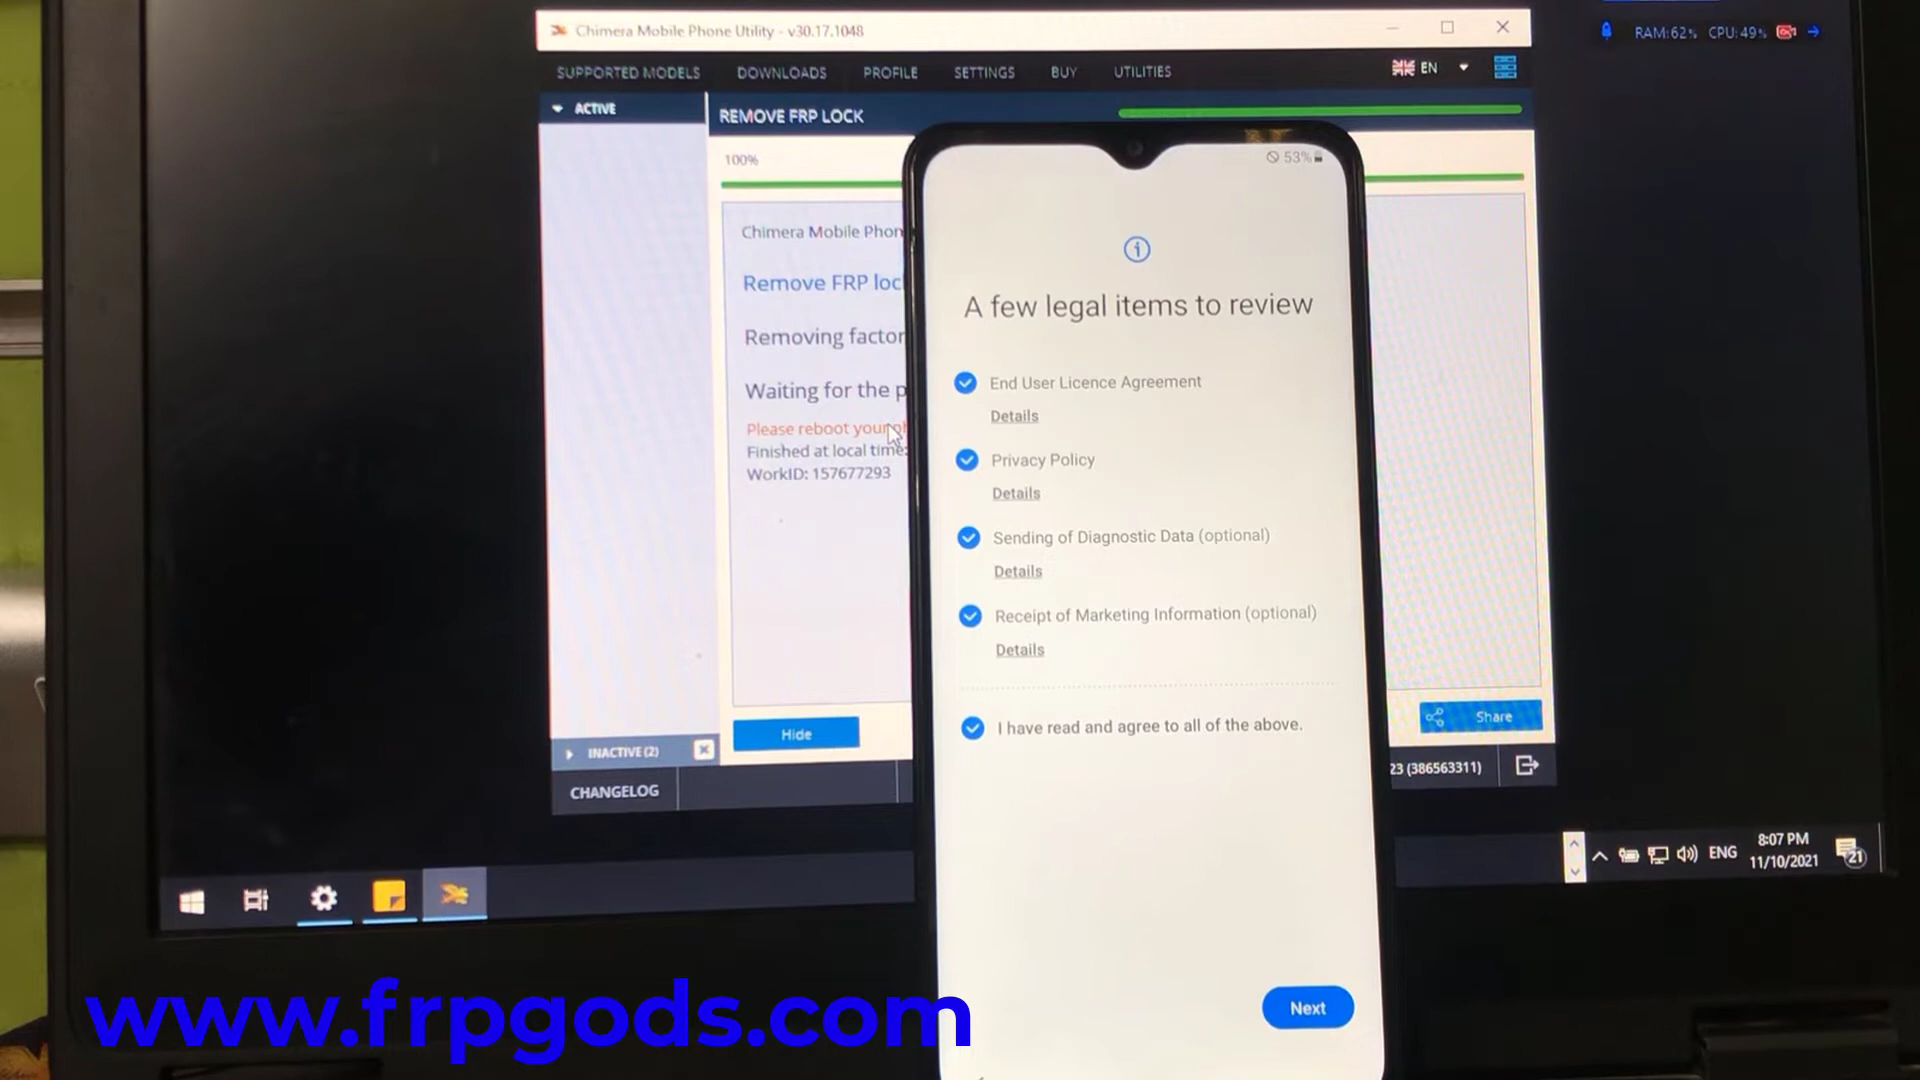 Chimera Mobile Phone Utility - v30.17.1048
RAM:62% CPU:49%
SUPPORTED MODELS DOWNLOADS PROFILE SETTINGS BUY UTILITIES EN
ACTIVE
REMOVE FRP LOCK
100%
Chimera Mobile Phon
Remove FRP loc
Removing factor
Waiting for the p
Please reboot your
Finished at local time:
WorkID: 157677293
Hide
INACTIVE (2)
CHANGELOG
53%
A few legal items to review
End User Licence Agreement
Details
Privacy Policy
Details
Sending of Diagnostic Data (optional)
Details
Receipt of Marketing Information (optional)
Details
I have read and agree to all of the above.
Next
Share
23 (386563311)
ENG
8:07 PM
11/10/2021
21
www.frpgods.com